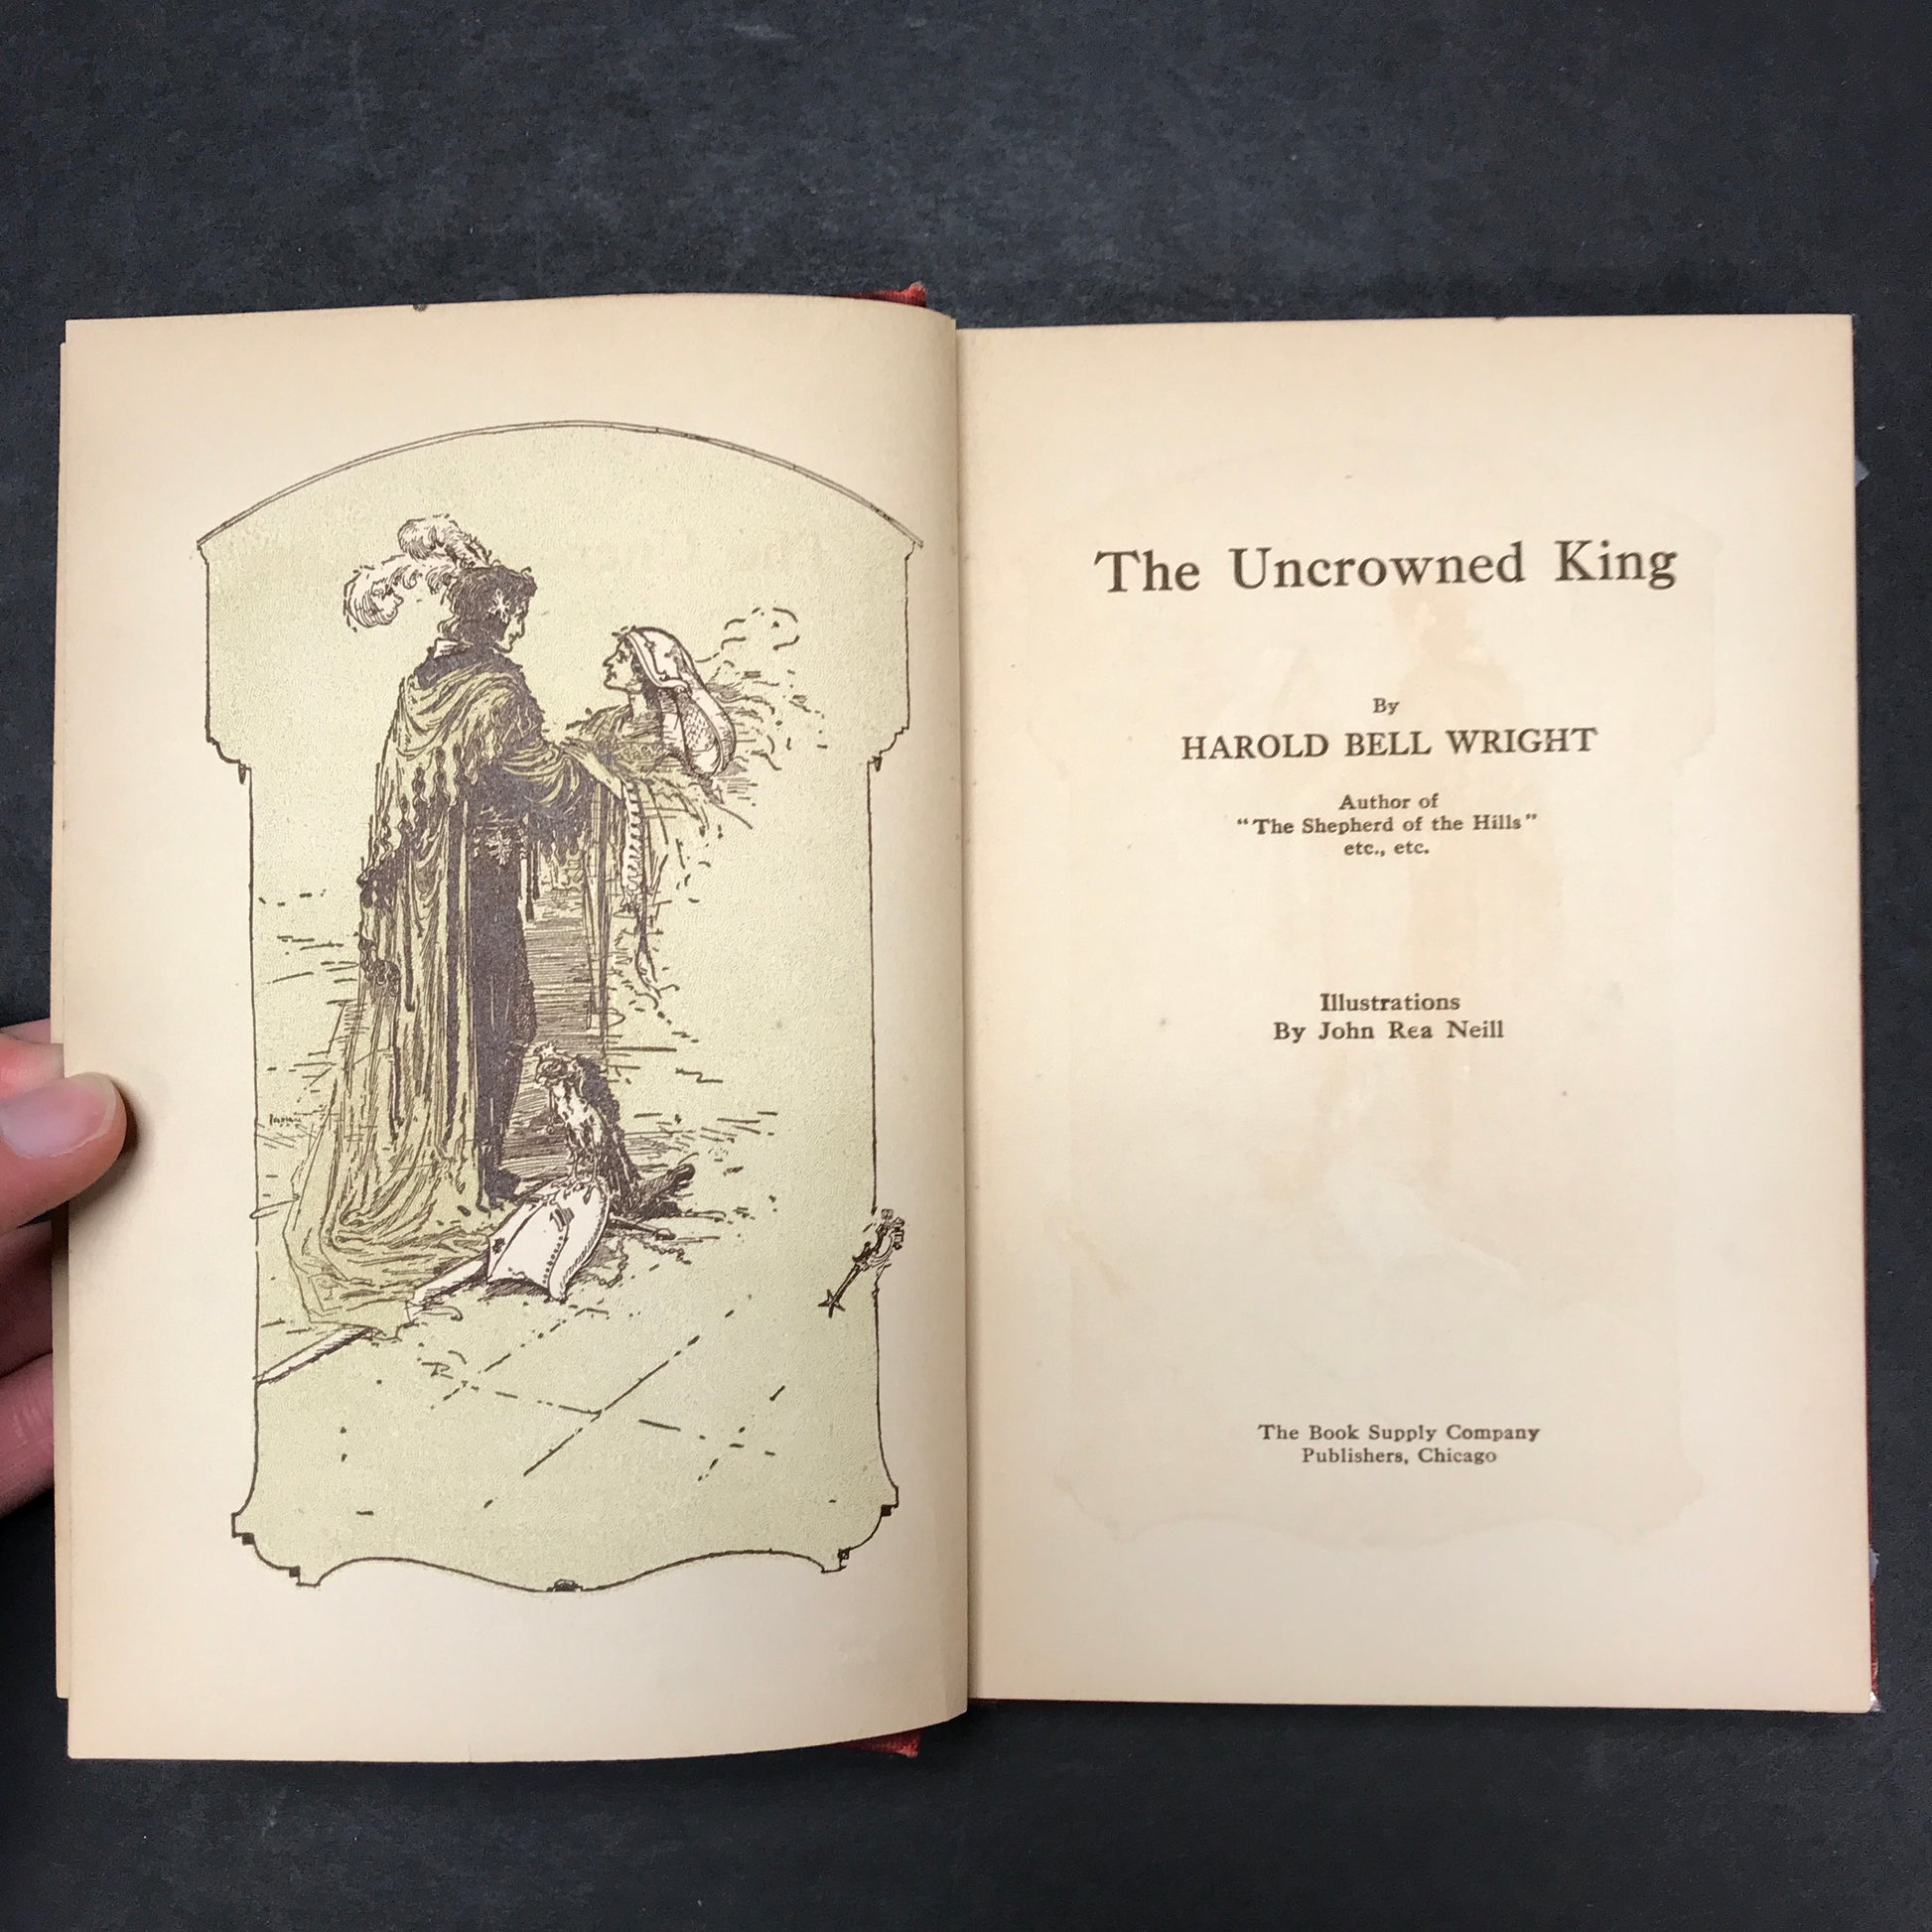 The Uncrowned King
By
HAROLD BELL WRIGHT
Author of
"The Shepherd of the Hills"
etc., etc.
Illustrations
By John Rea Neill
The Book Supply Company
Publishers, Chicago